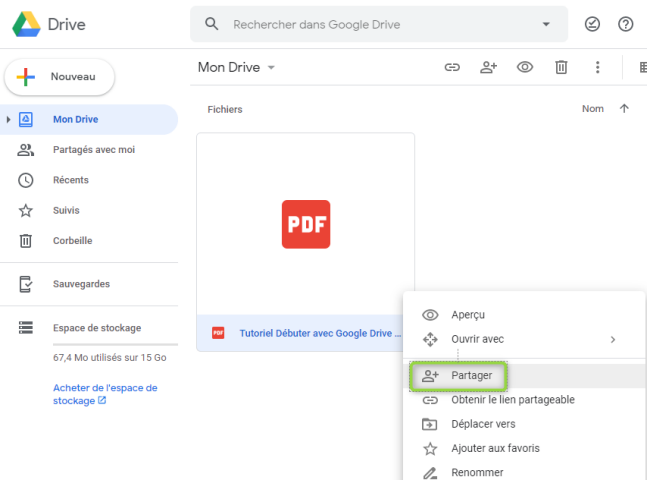 Drive
Rechercher dans Google Drive
Nouveau
Mon Drive
Fichiers
Nom
Mon Drive
Partagés avec moi
Récents
Suivis
Corbeille
Sauvegardes
Espace de stockage
67,4 Mo utilisés sur 15 Go
Acheter de l'espace de
stockage
PDF
PDF
Tutoriel Débuter avec Google Drive ...
Aperçu
Ouvrir avec
Partager
Obtenir le lien partageable
Déplacer vers
Ajouter aux favoris
Renommer